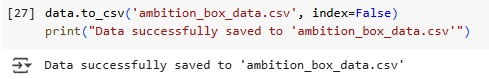 [27] data.to_csv('ambition_box_data.csv', index=False)
print("Data successfully saved to 'ambition_box_data.csv'")
Data successfully saved to 'ambition_box_data.csv'